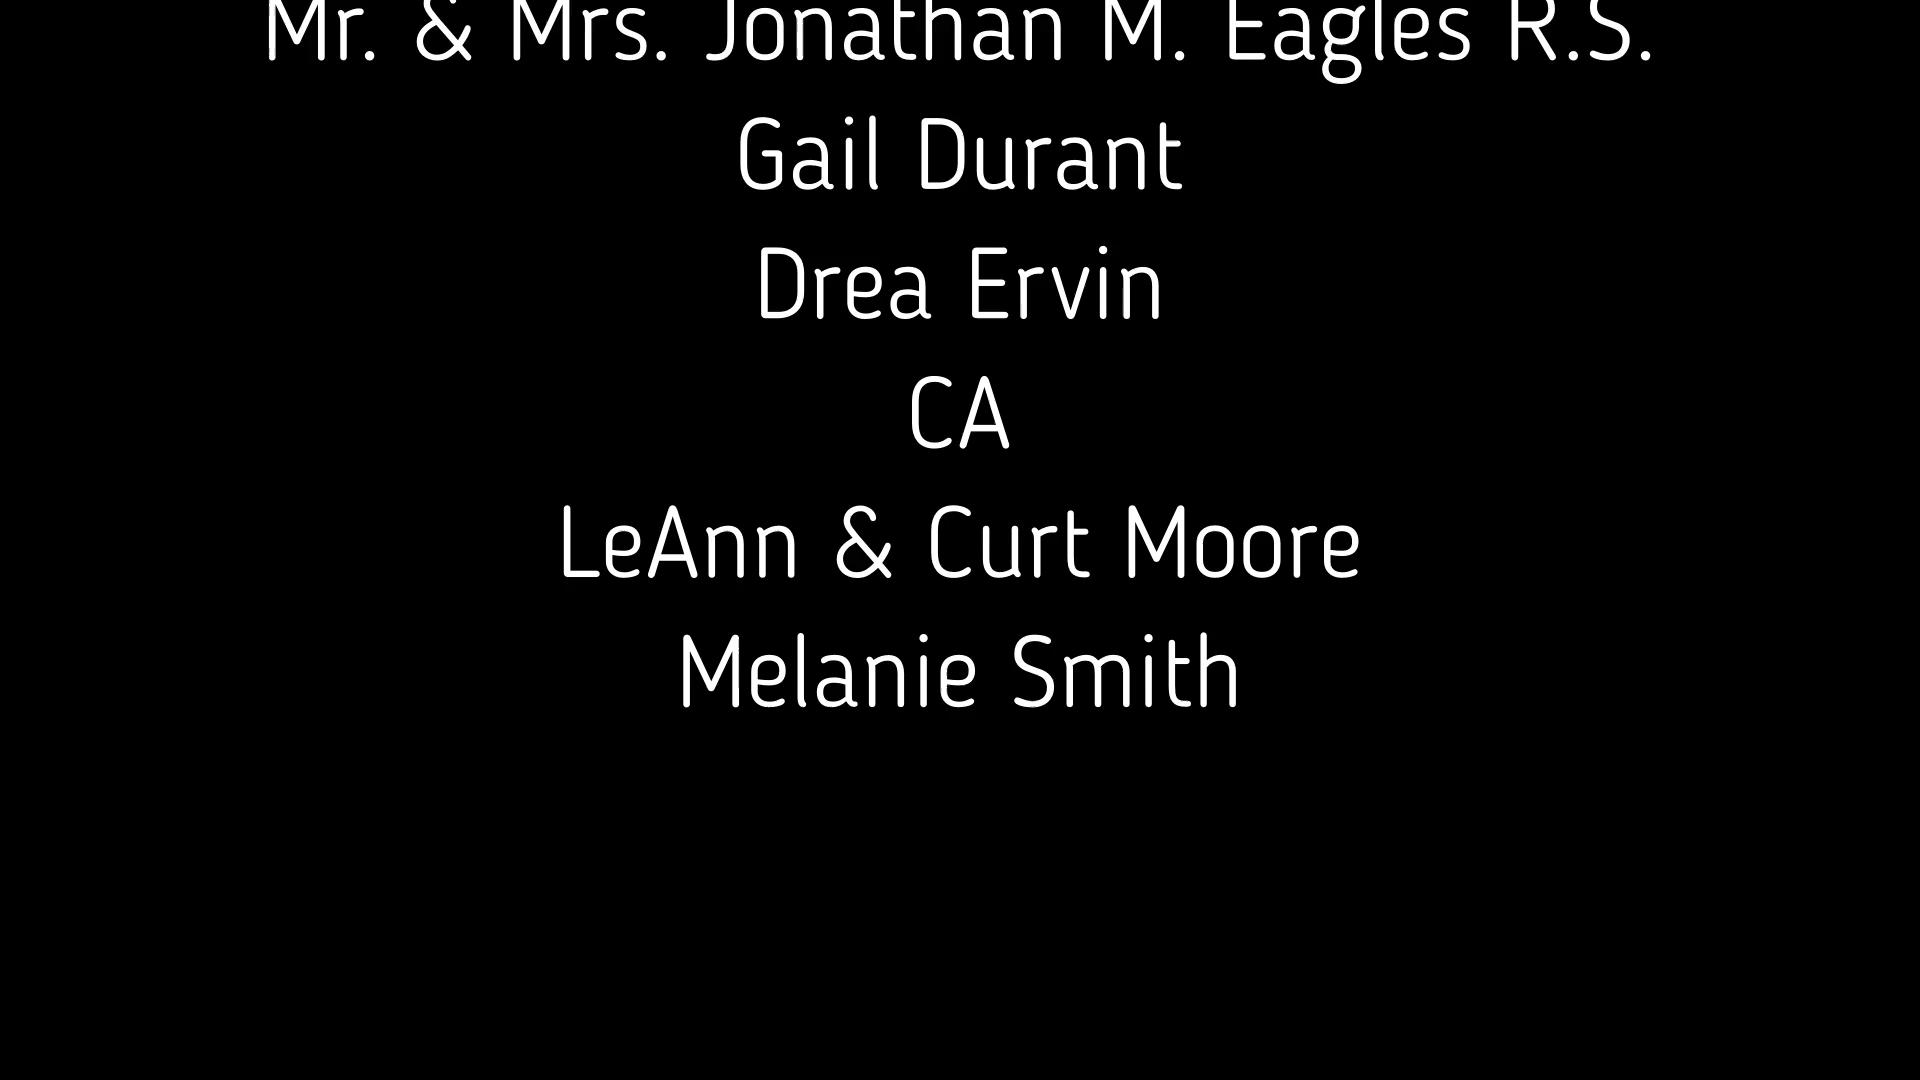 Mr. & Mrs. Jonathan M. Eagles R.S.
Gail Durant
Drea Ervin
CA
LeAnn & Curt Moore
Melanie Smith